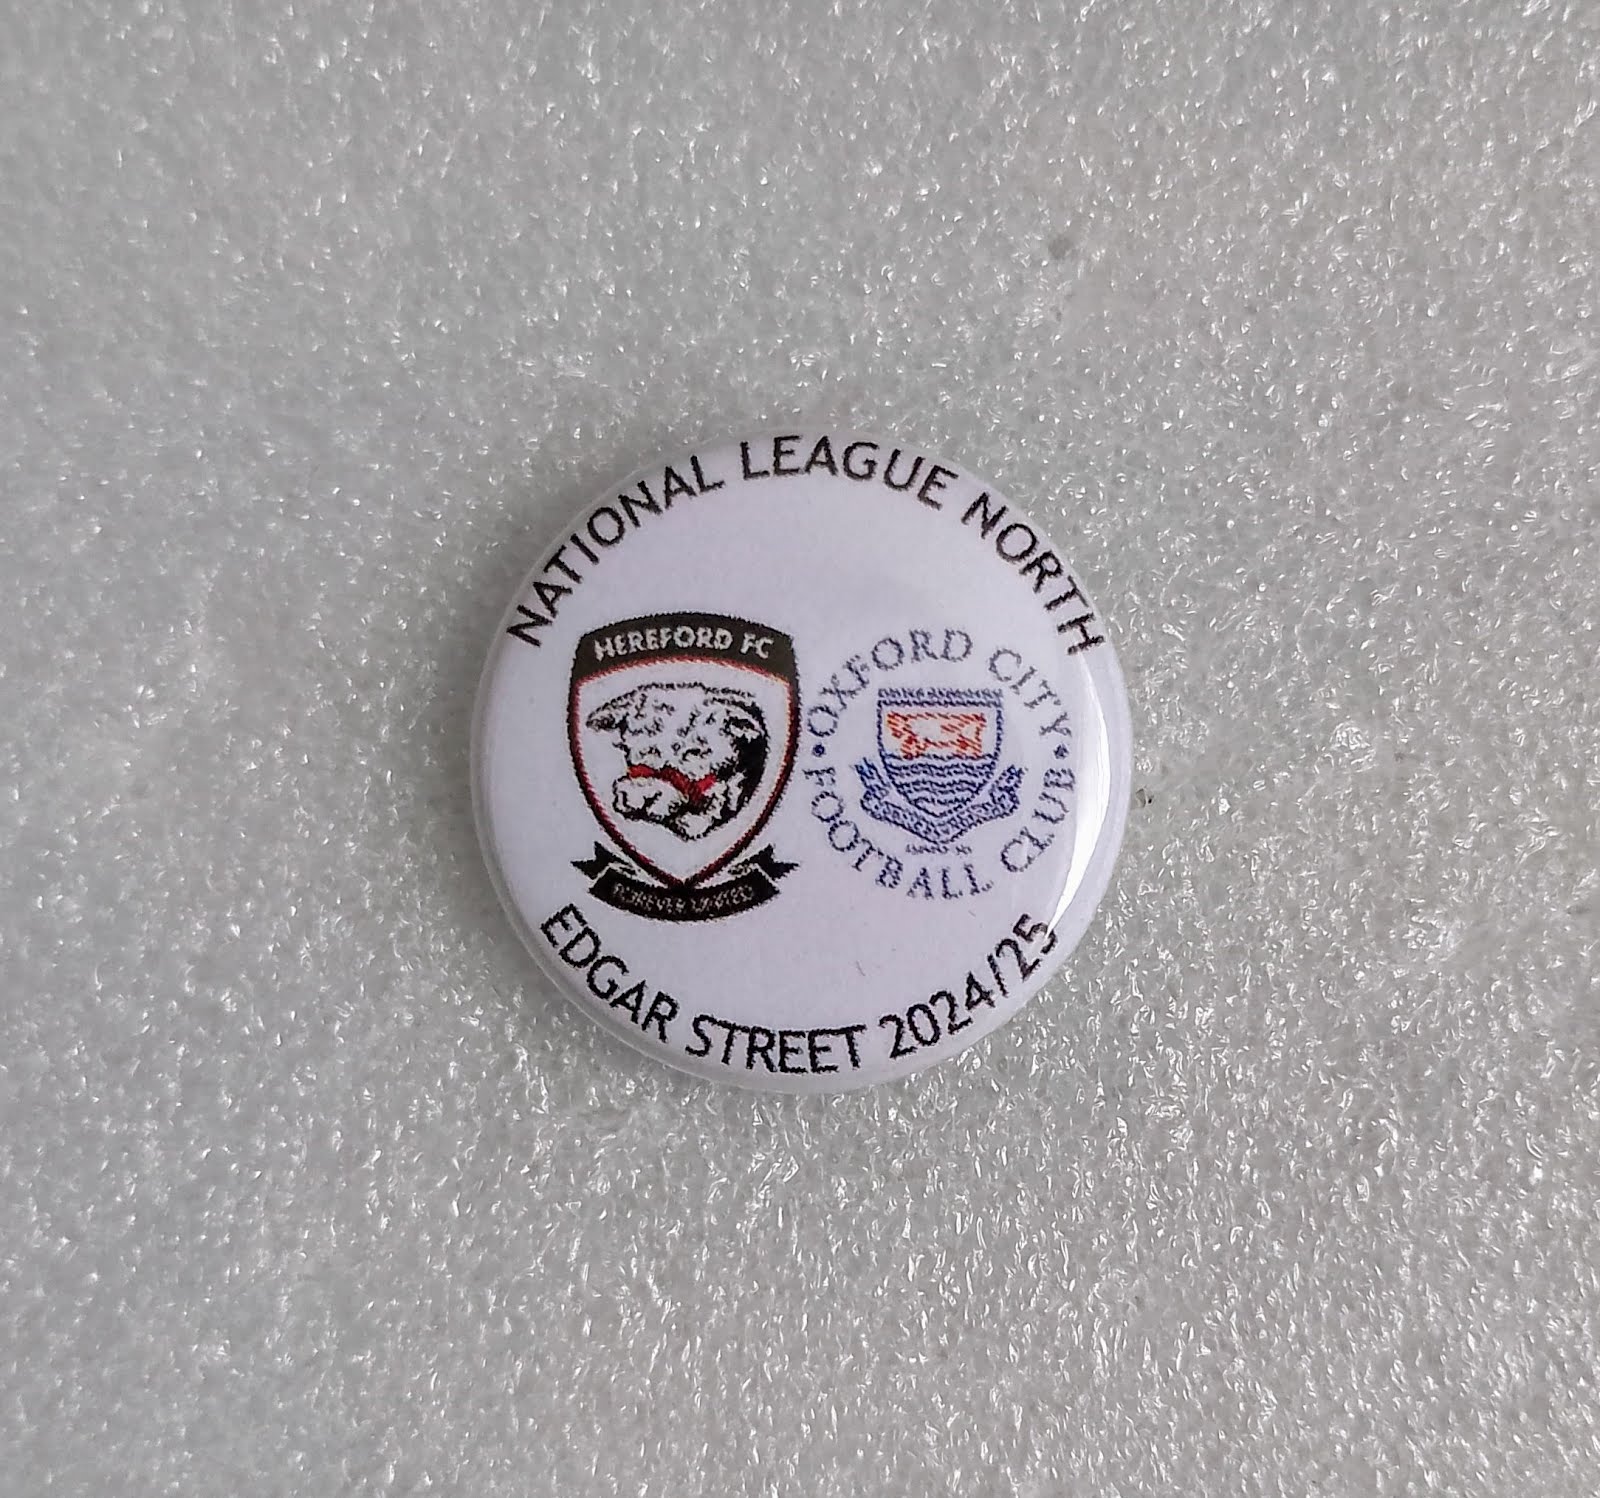 NATIONAL LEAGUE NORTH
HEREFORD FC
FOREVER UNITED
OXFORD CITY
FOOTBALL CLUB
EDGAR STREET 2024/25